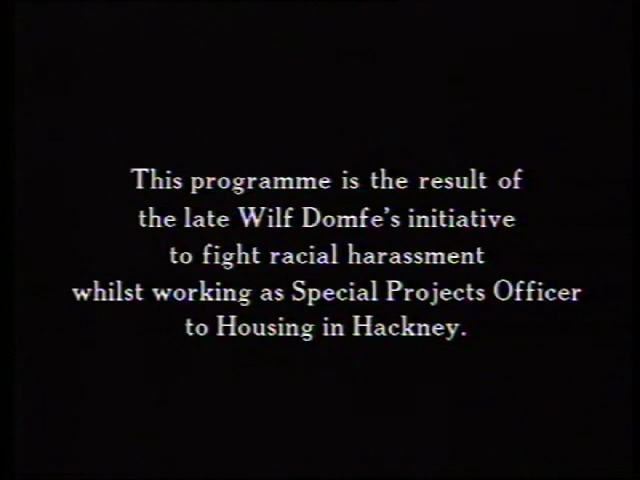 This programme is the result of
the late Wilf Domfe's initiative
to fight racial harassment
whilst working as Special Projects Officer
to Housing in Hackney.